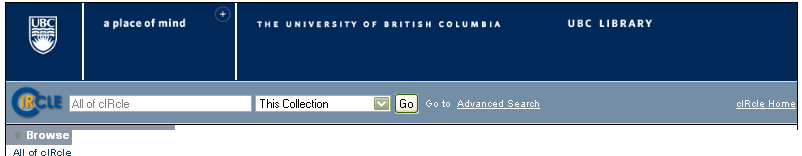 UBC
a place of mind
THE UNIVERSITY OF BRITISH COLUMBIA
UBC LIBRARY
CIRCLE All of cIRcle This Collection Go Go to Advanced Search cIRcle Home
Browse
All of cIRcle